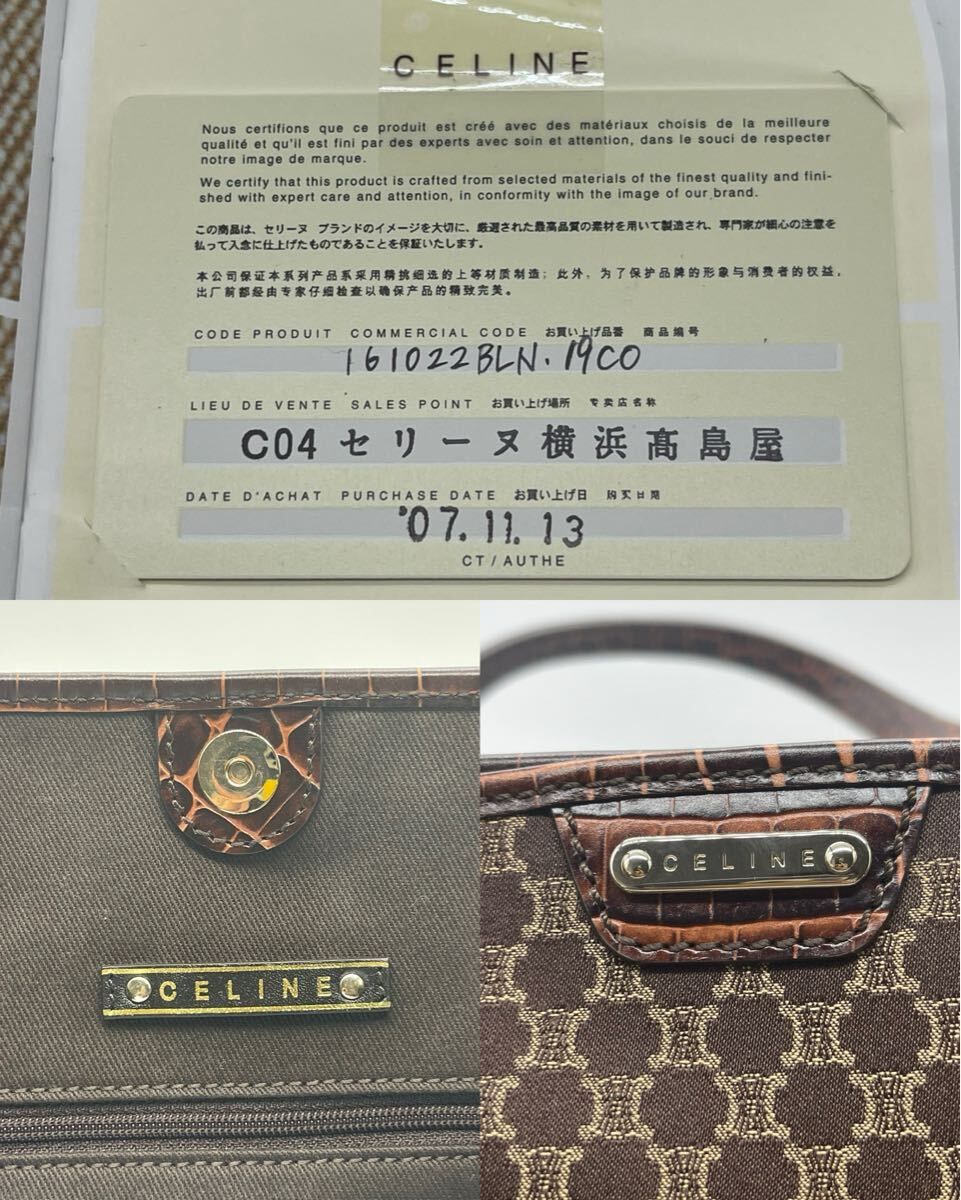 CELINE
Nous certifions que ce produit est créé avec des matériaux choisis de la meilleure
qualité et qu'il est fini par des experts avec soin et attention, dans le souci de respecter
notre image de marque.
We certify that this product is crafted from selected materials of the finest quality and fini-
shed with expert care and attention, in conformity with the image of our brand.
この商品は、セリーヌ ブランドのイメージを大切に、厳選された最高品質の素材を用いて製造され、専門家が細心の注意を
払って入念に仕上げたものであることを保証いたします。
本公司保证本系列产品系采用精挑细选的上等材质制造；此外，为了保护品牌的形象与消费者的权益，
出厂前都经由专家仔细检查以确保产品的精致完美。
CODE PRODUIT COMMERCIAL CODE お買い上げ品番 商品编号
161022BLN.19CO
LIEU DE VENTE SALES POINT お買い上げ場所 专卖店名称
C04 セリーヌ横浜髙島屋
DATE D'ACHAT PURCHASE DATE お買い上げ日 购买日期
'07.11.13
CT/AUTHE
CELINE
CELINE